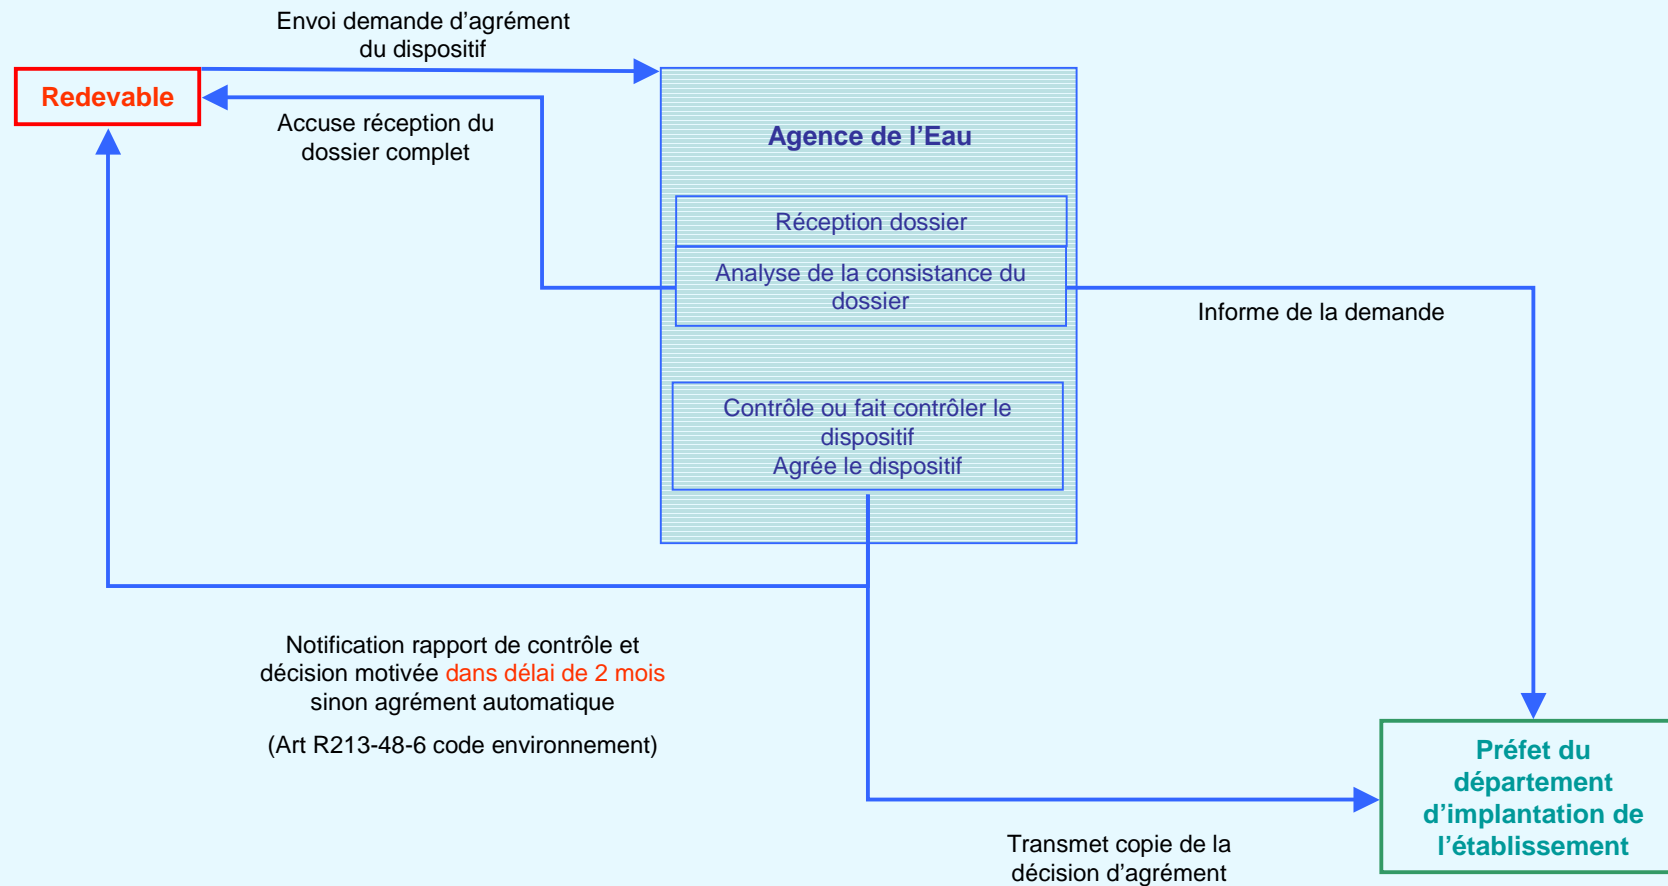 Envoi demande d’agrément
du dispositif
Redevable
Accuse réception du
dossier complet
Agence de l’Eau
Réception dossier
Analyse de la consistance du
dossier
Informe de la demande
Contrôle ou fait contrôler le
dispositif
Agrée le dispositif
Notification rapport de contrôle et
décision motivée dans délai de 2 mois
sinon agrément automatique
(Art R213-48-6 code environnement)
Préfet du
département
d’implantation de
l’établissement
Transmet copie de la
décision d’agrément